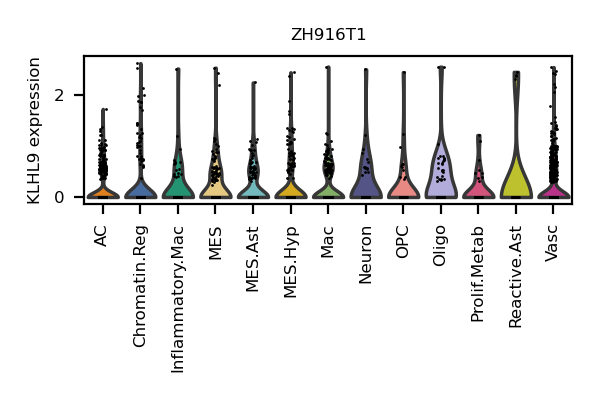 ZH916T1
KLHL9 expression
2
0
AC
Chromatin.Reg
Inflammatory.Mac
MES
MES.Ast
MES.Hyp
Mac
Neuron
OPC
Oligo
Prolif.Metab
Reactive.Ast
Vasc